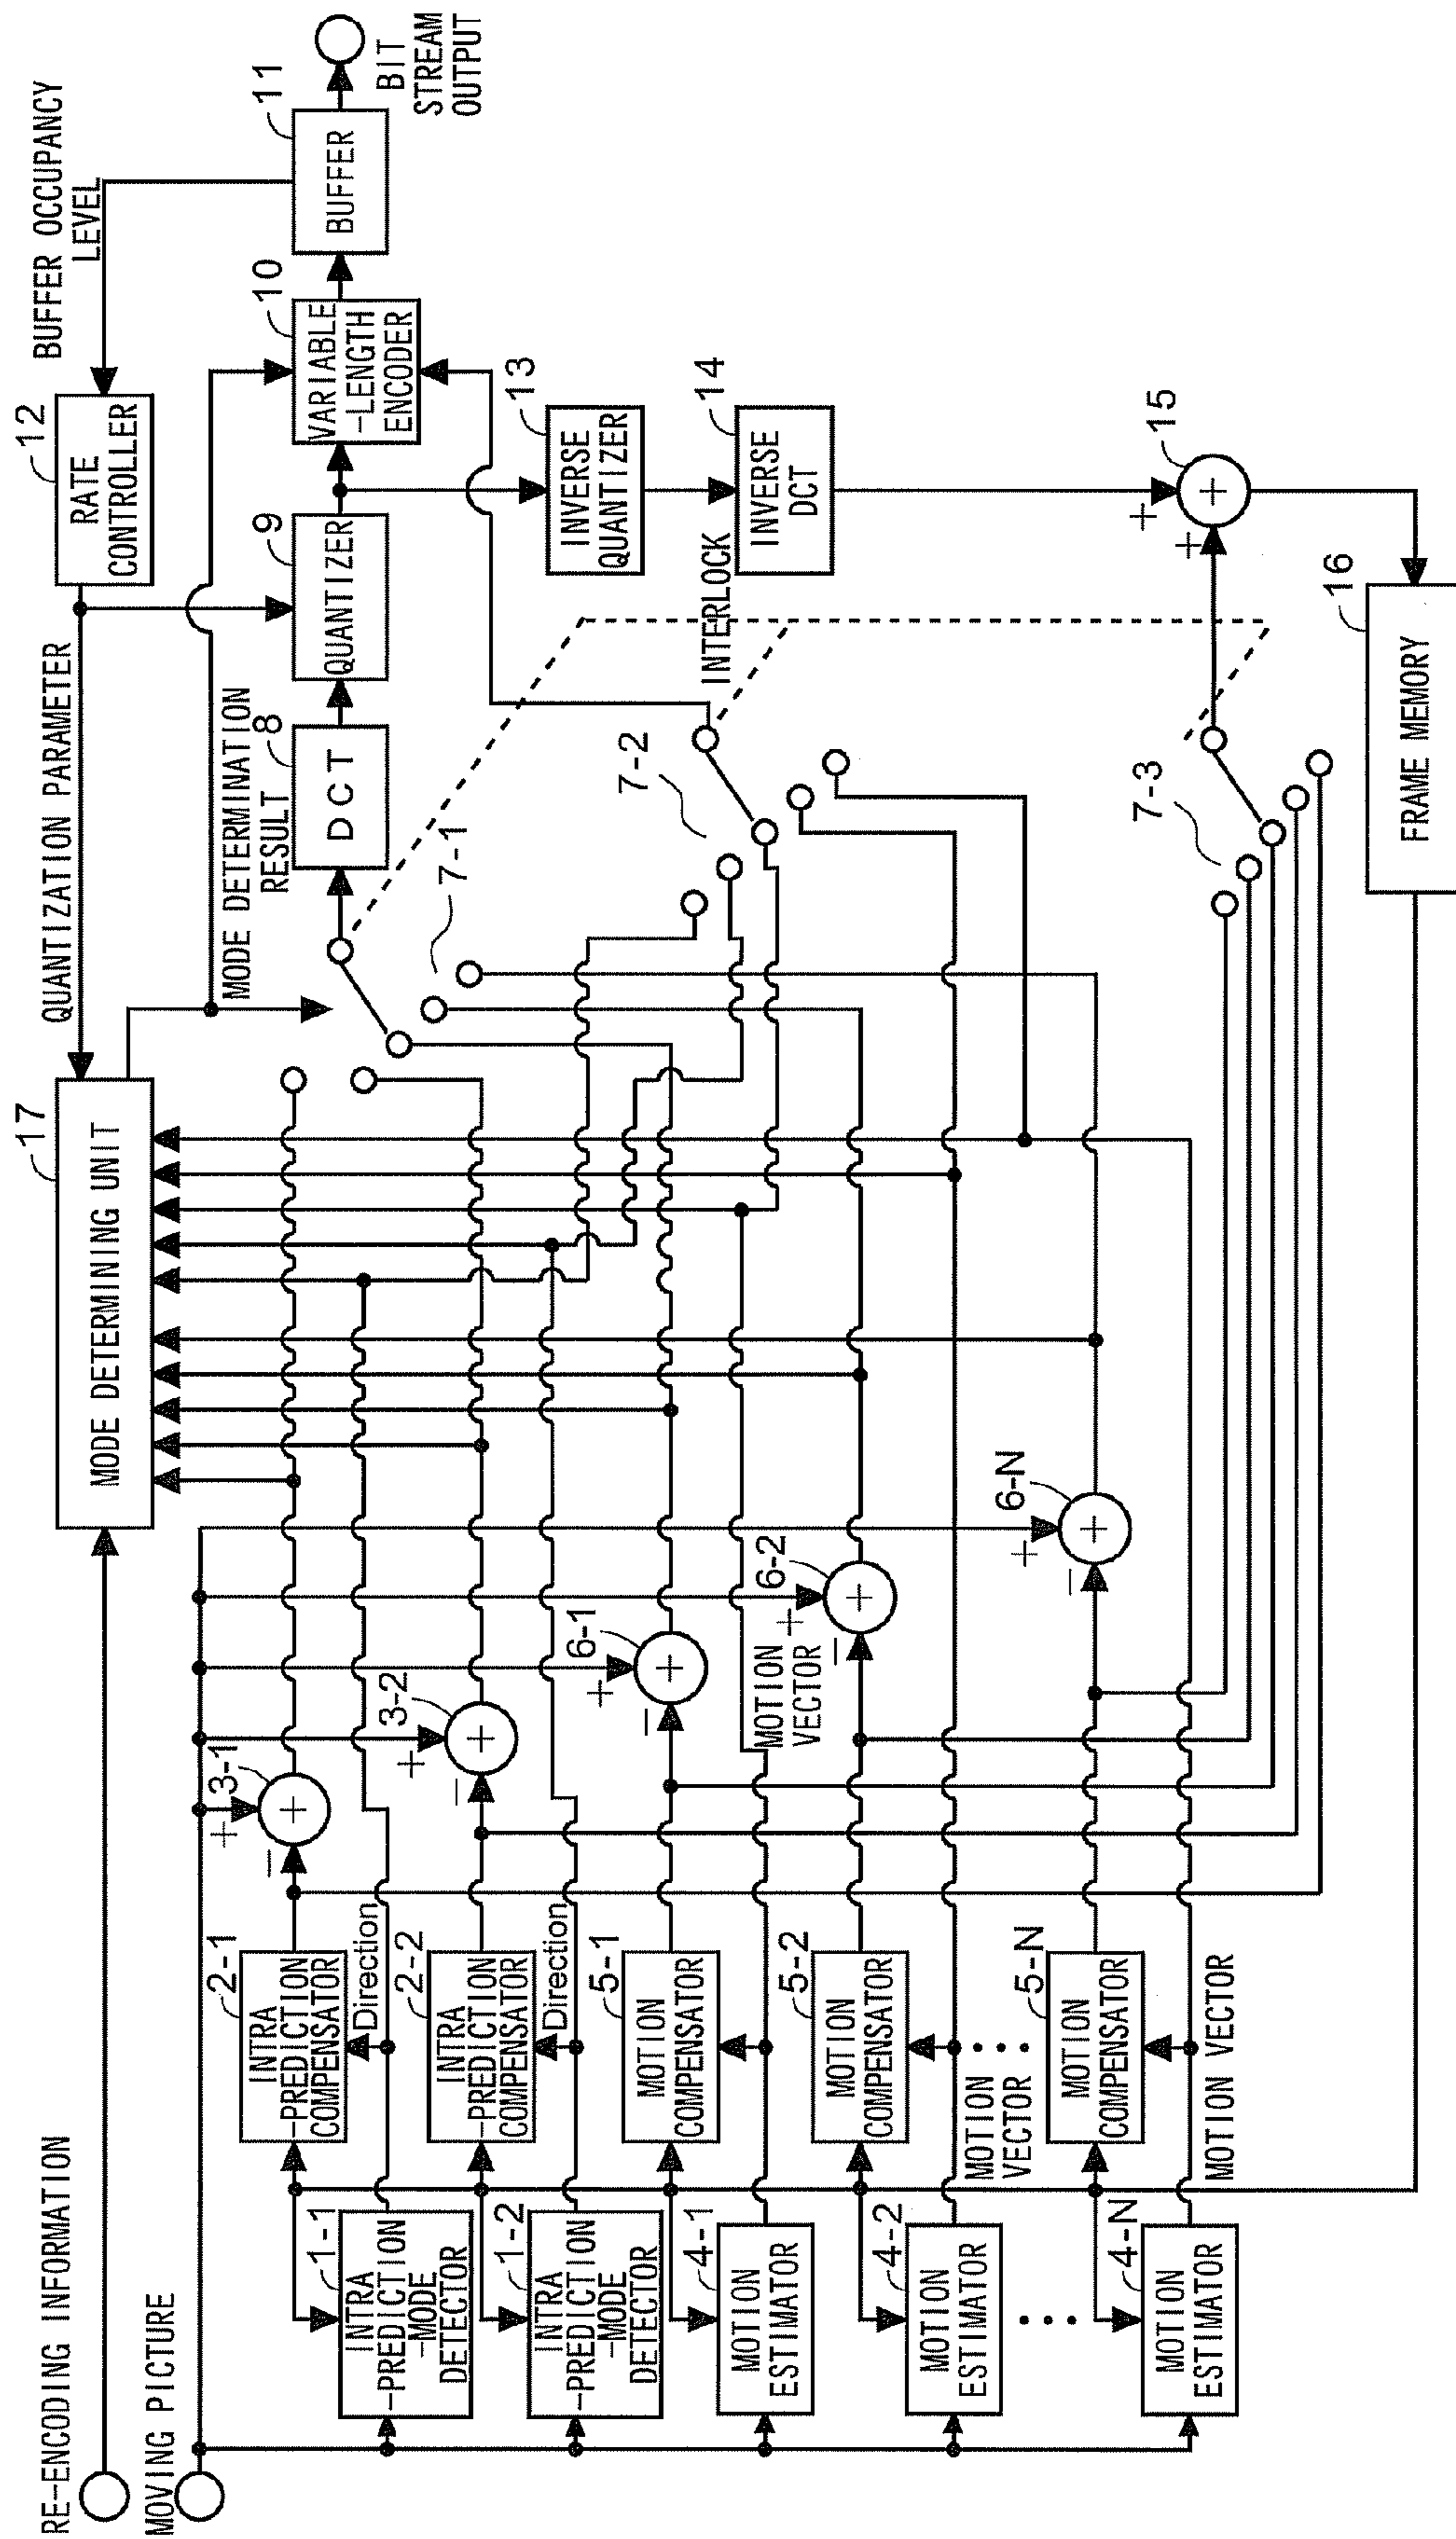 RE-ENCODING INFORMATION
MOVING PICTURE
17
MODE DETERMINING UNIT
QUANTIZATION PARAMETER
12
RATE
CONTROLLER
BUFFER OCCUPANCY
LEVEL
MODE DETERMINATION
RESULT
8
DCT
9
QUANTIZER
10
VARIABLE
-LENGTH
ENCODER
11
BUFFER
BIT
STREAM
OUTPUT
13
INVERSE
QUANTIZER
14
INVERSE
DCT
15
+
+
+
16
FRAME MEMORY
INTERLOCK
7-1
7-2
7-3
1-1
INTRA
-PREDICTION
-MODE
DETECTOR
2-1
INTRA
-PREDICTION
COMPENSATOR
Direction
3-1
+
-
+
1-2
INTRA
-PREDICTION
-MODE
DETECTOR
2-2
INTRA
-PREDICTION
COMPENSATOR
Direction
3-2
+
-
+
4-1
MOTION
ESTIMATOR
5-1
MOTION
COMPENSATOR
6-1
+
-
+
MOTION
VECTOR
4-2
MOTION
ESTIMATOR
5-2
MOTION
COMPENSATOR
6-2
+
-
+
MOTION
VECTOR
4-N
MOTION
ESTIMATOR
5-N
MOTION
COMPENSATOR
6-N
+
-
+
MOTION VECTOR